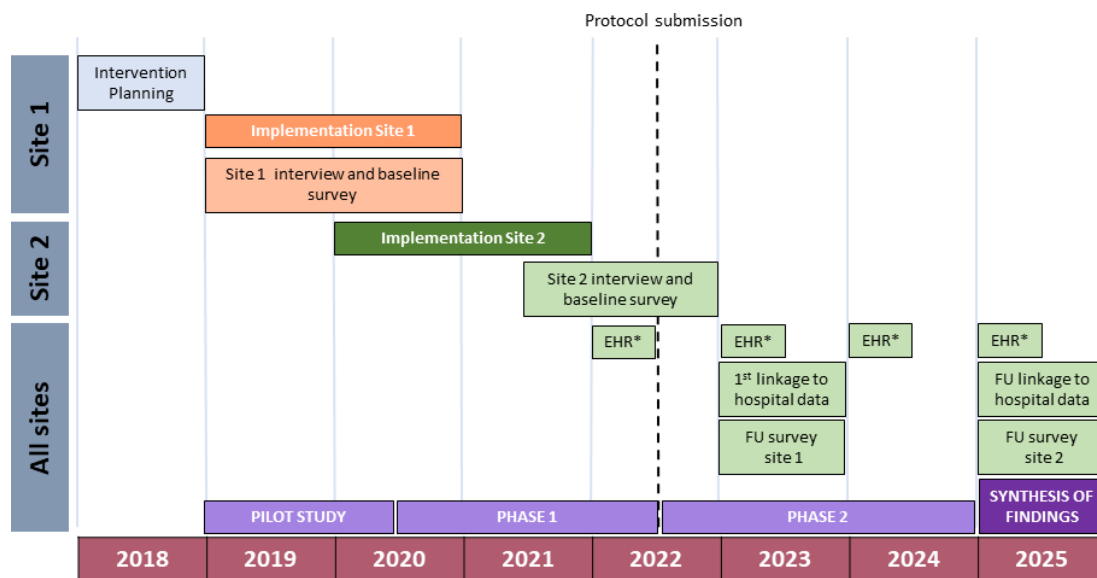 Protocol submission
Site 1
Intervention
Planning
Implementation Site 1
Site 1 interview and baseline
survey
Site 2
Implementation Site 2
Site 2 interview and
baseline survey
All sites
EHR*
EHR*
EHR*
EHR*
1st linkage to
hospital data
FU linkage to
hospital data
FU survey
site 1
FU survey
site 2
PILOT STUDY
PHASE 1
PHASE 2
SYNTHESIS OF
FINDINGS
2018
2019
2020
2021
2022
2023
2024
2025